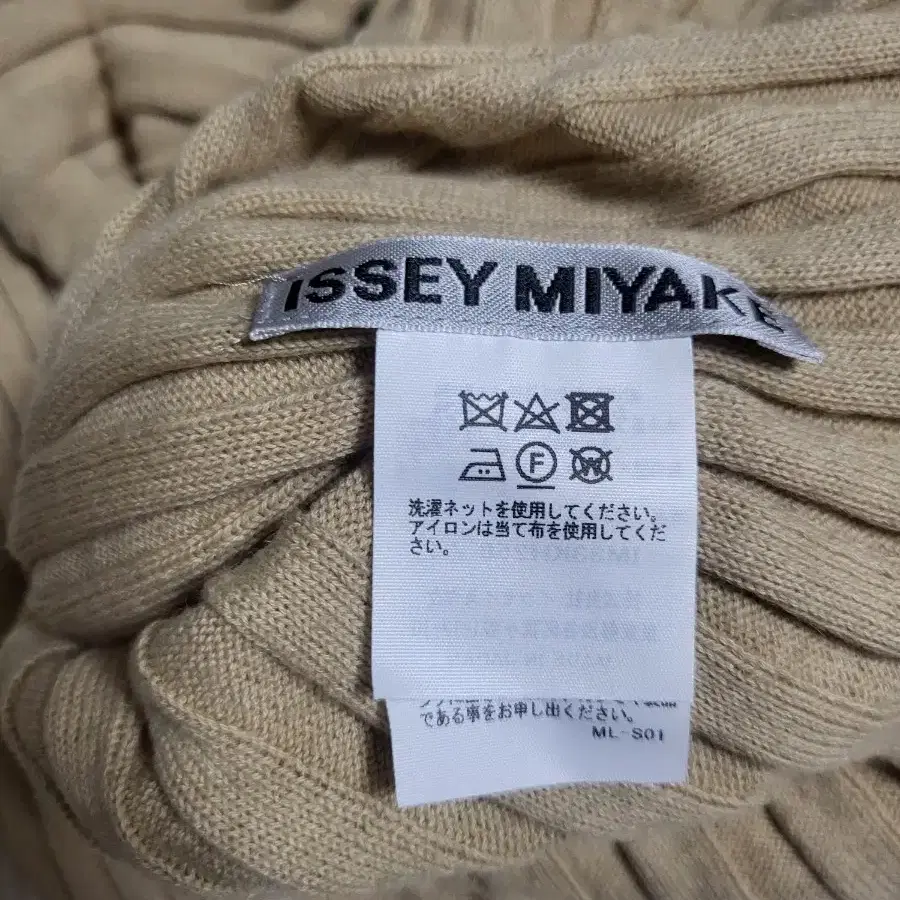 ISSEY MIYAKE
F
W
洗濯ネットを使用してください。
アイロンは当て布を使用してくだ
さい。
である事をお申し出ください。
ML-S01